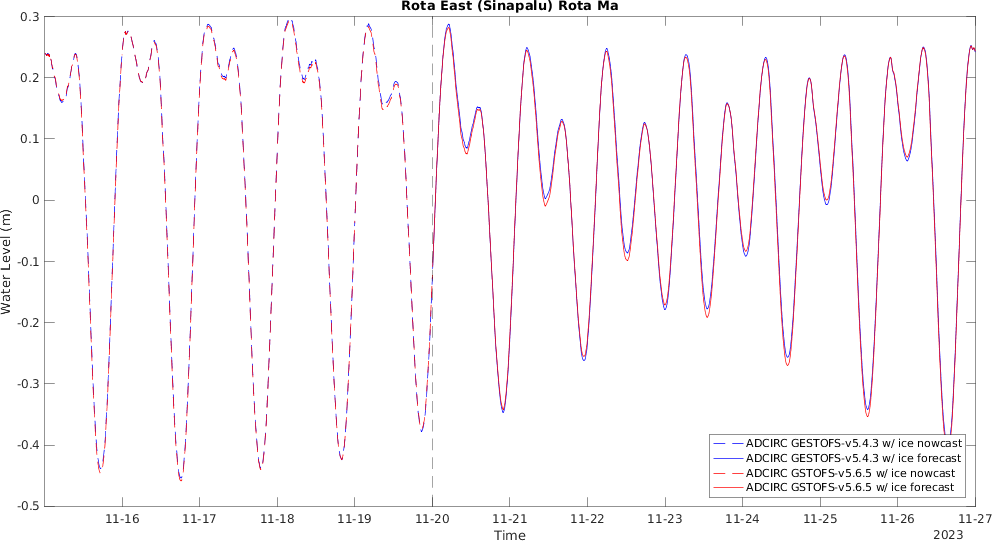 Rota East (Sinapalu) Rota Ma
0.3
0.2
0.1
0
-0.1
-0.2
-0.3
-0.4
-0.5
Water Level (m)
ADCIRC GESTOFS-v5.4.3 w/ ice nowcast
ADCIRC GESTOFS-v5.4.3 w/ ice forecast
ADCIRC GSTOFS-v5.6.5 w/ ice nowcast
ADCIRC GSTOFS-v5.6.5 w/ ice forecast
11-16 11-17 11-18 11-19 11-20 11-21 11-22 11-23 11-24 11-25 11-26 11-27
Time
2023